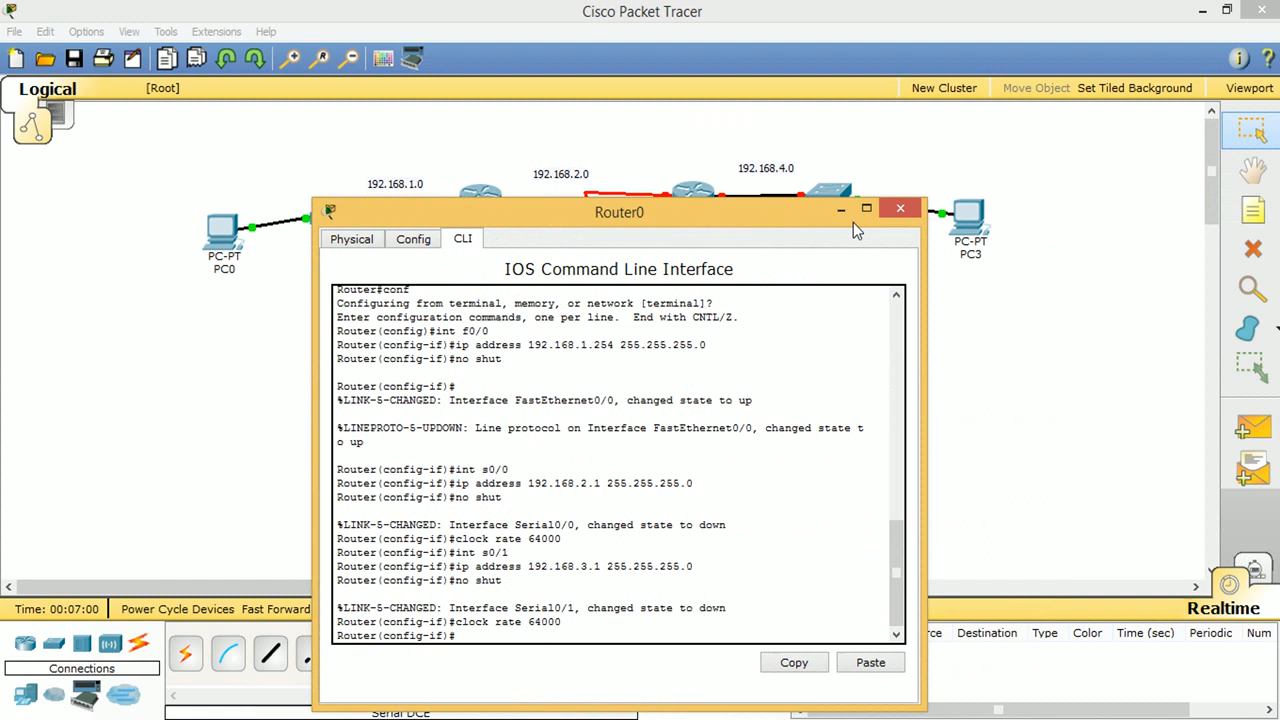 Cisco Packet Tracer
File Edit Options View Tools Extensions Help
Logical [Root] New Cluster Move Object Set Tiled Background Viewport
192.168.1.0 192.168.2.0 192.168.4.0
PC-PT
PC0
PC-PT
PC3
Router0
Physical Config CLI
IOS Command Line Interface
Router#conf
Configuring from terminal, memory, or network [terminal]?
Enter configuration commands, one per line. End with CNTL/Z.
Router(config)#int f0/0
Router(config-if)#ip address 192.168.1.254 255.255.255.0
Router(config-if)#no shut
Router(config-if)#
%LINK-5-CHANGED: Interface FastEthernet0/0, changed state to up
%LINEPROTO-5-UPDOWN: Line protocol on Interface FastEthernet0/0, changed state t
o up
Router(config-if)#int s0/0
Router(config-if)#ip address 192.168.2.1 255.255.255.0
Router(config-if)#no shut
%LINK-5-CHANGED: Interface Serial0/0, changed state to down
Router(config-if)#clock rate 64000
Router(config-if)#int s0/1
Router(config-if)#ip address 192.168.3.1 255.255.255.0
Router(config-if)#no shut
%LINK-5-CHANGED: Interface Serial0/1, changed state to down
Router(config-if)#clock rate 64000
Router(config-if)#
Copy Paste
Time: 00:07:00 Power Cycle Devices Fast Forward
Realtime
Destination Type Color Time (sec) Periodic Num
Connections
Serial DCE